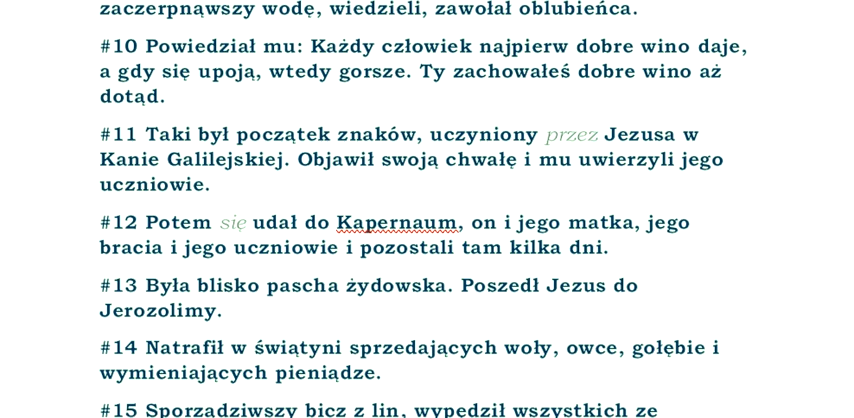 zaczerpnąwszy wodę, wiedzieli, zawołał oblubieńca.
#10 Powiedział mu: Każdy człowiek najpierw dobre wino daje,
a gdy się upoją, wtedy gorsze. Ty zachowałeś dobre wino aż
dotąd.
#11 Taki był początek znaków, uczyniony przez Jezusa w
Kanie Galilejskiej. Objawił swoją chwałę i mu uwierzyli jego
uczniowie.
#12 Potem się udał do Kapernaum, on i jego matka, jego
bracia i jego uczniowie i pozostali tam kilka dni.
#13 Była blisko pascha żydowska. Poszedł Jezus do
Jerozolimy.
#14 Natrafił w świątyni sprzedających woły, owce, gołębie i
wymieniających pieniądze.
#15 Sporządziwszy bicz z lin, wypędził wszystkich ze